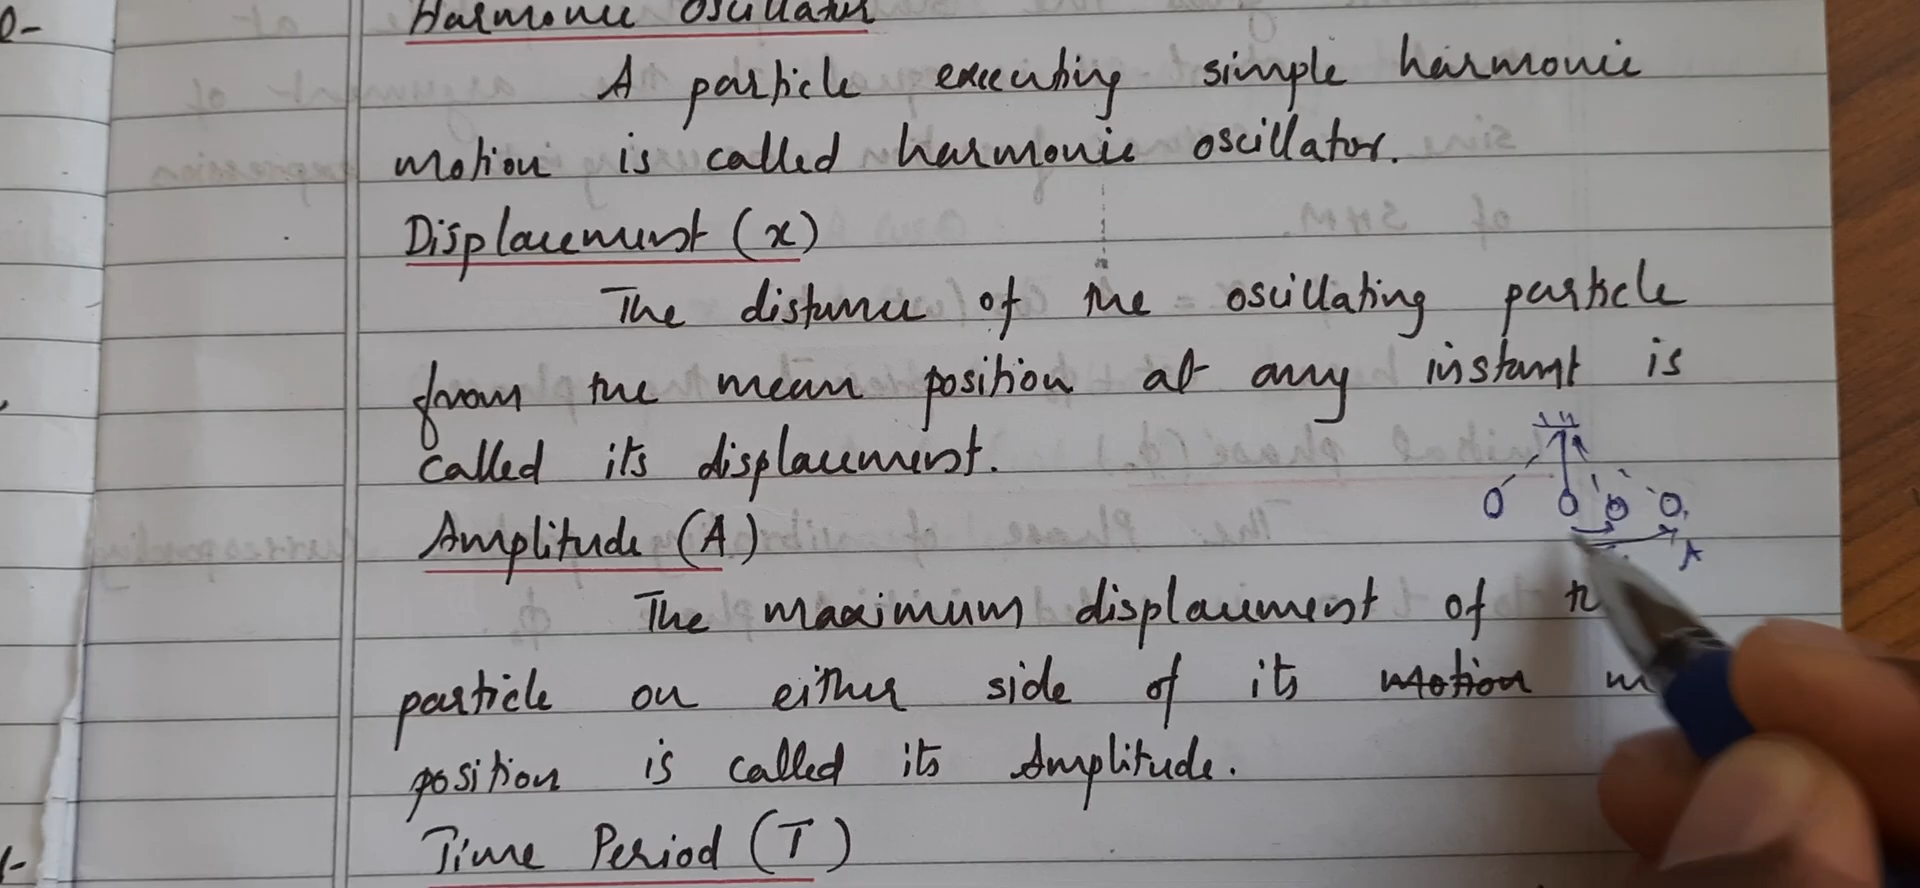 Harmonic Oscillator
A particle executing simple harmonic
motion is called harmonic oscillator.
Displacement (x)
The distance of the oscillating particle
from the mean position at any instant is
called its displacement.
Amplitude (A)
A
The maximum displacement of
particle on either side of its motion
position is called its Amplitude.
Time Period (T)